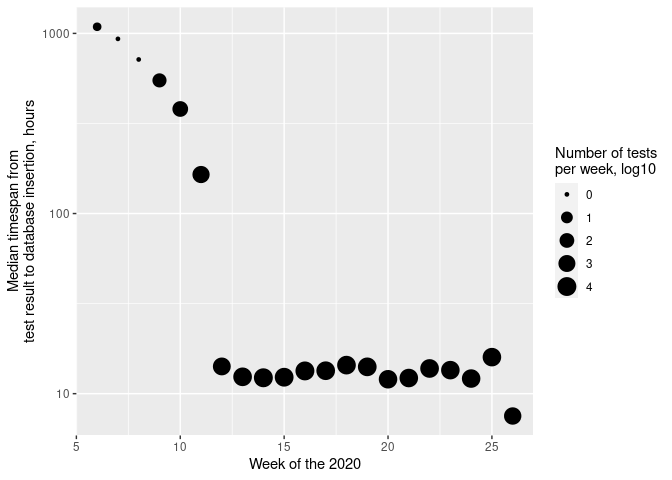 1000
100
10
5
10
15
20
25
Week of the 2020
Median timespan from
test result to database insertion, hours
Number of tests
per week, log10
0
1
2
3
4